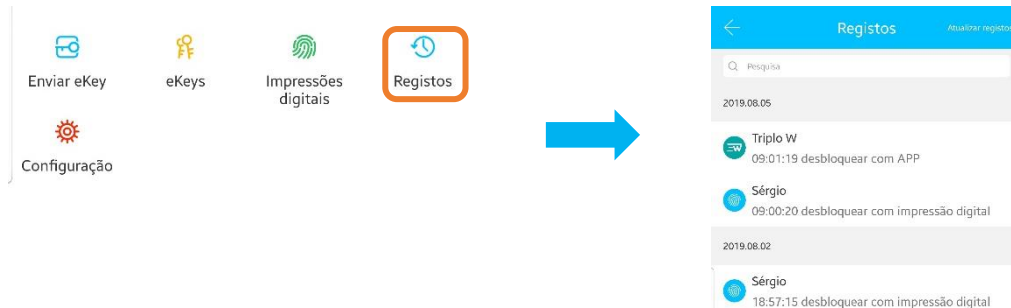 Enviar eKey
eKeys
Impressões
digitais
Registos
Configuração
Registos
Atualizar registos
Pesquisa
2019.08.05
Triplo W
09:01:19 desbloquear com APP
Sérgio
09:00:20 desbloquear com impressão digital
2019.08.02
Sérgio
18:57:15 desbloquear com impressão digital